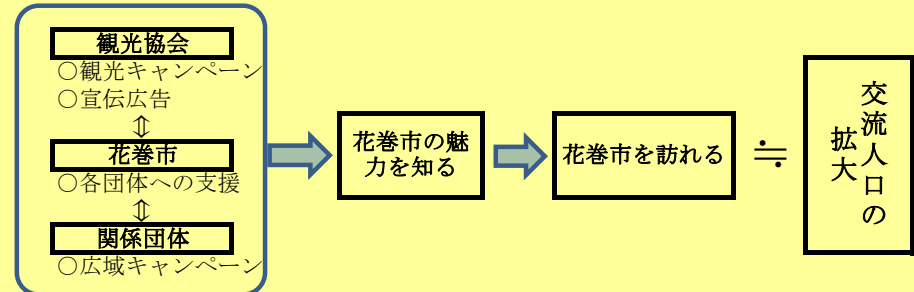 観光協会
○観光キャンペーン
○宣伝広告
⇕
花巻市
○各団体への支援
⇕
関係団体
○広域キャンペーン
花巻市の魅
力を知る
花巻市を訪れる
≒
交流人口の
拡大